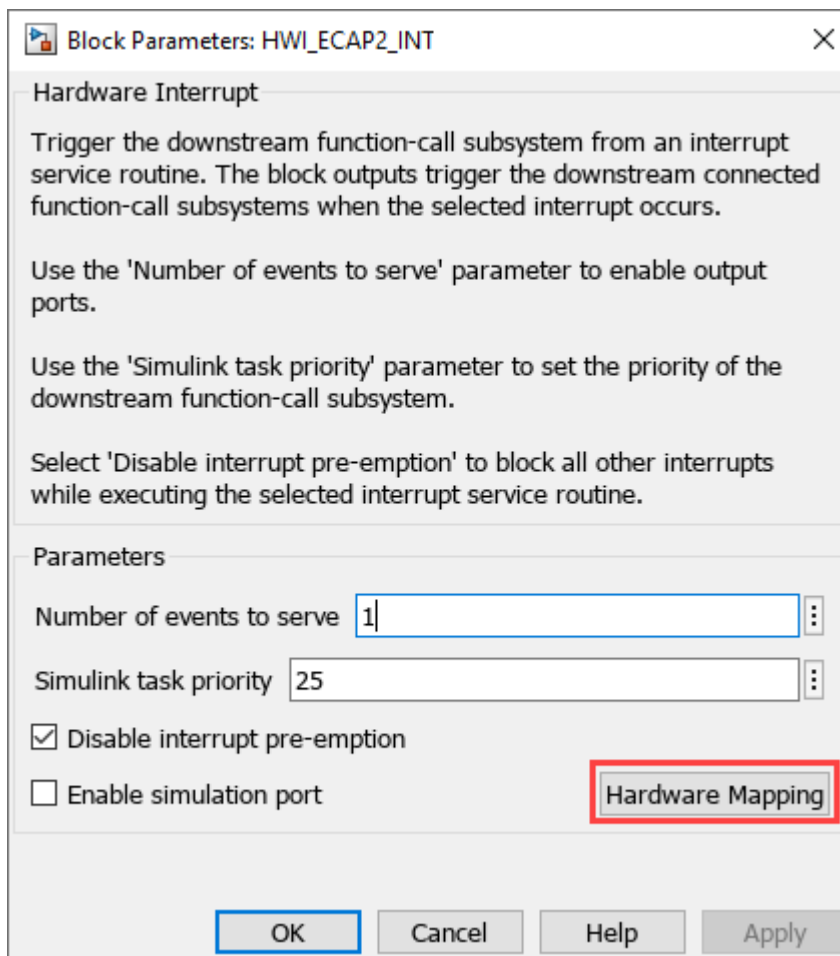 Block Parameters: HWI_ECAP2_INT
Hardware Interrupt
Trigger the downstream function-call subsystem from an interrupt
service routine. The block outputs trigger the downstream connected
function-call subsystems when the selected interrupt occurs.
Use the 'Number of events to serve' parameter to enable output
ports.
Use the 'Simulink task priority' parameter to set the priority of the
downstream function-call subsystem.
Select 'Disable interrupt pre-emption' to block all other interrupts
while executing the selected interrupt service routine.
Parameters
Number of events to serve 1
Simulink task priority 25
Disable interrupt pre-emption
Enable simulation port Hardware Mapping
OK Cancel Help Apply